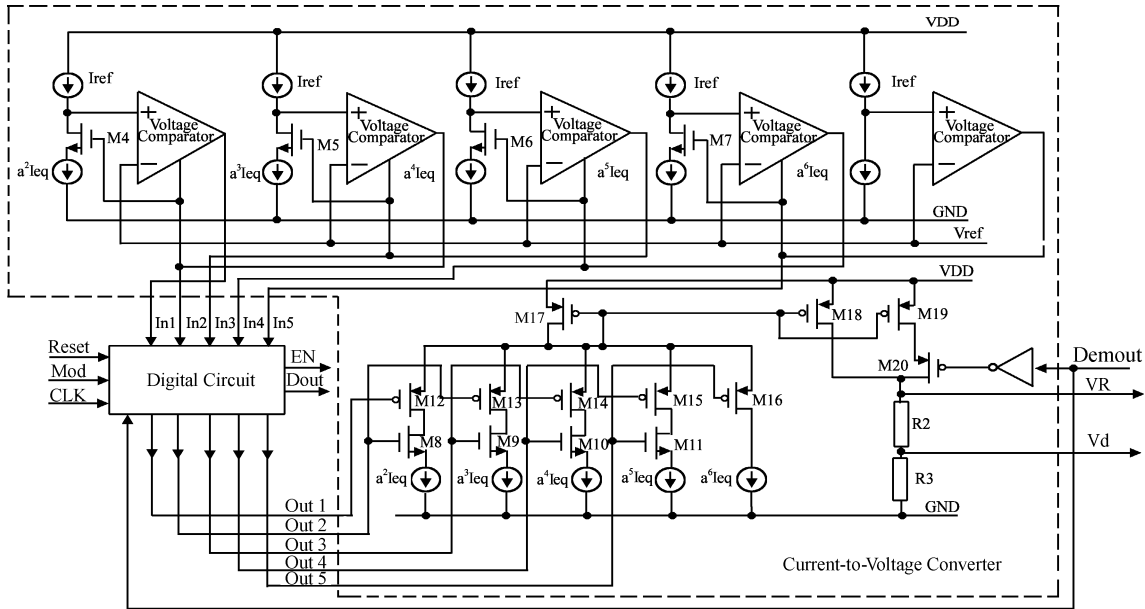 VDD
Iref
Iref
Iref
Iref
Iref
+ Voltage Comparator −
+ Voltage Comparator −
+ Voltage Comparator −
+ Voltage Comparator −
+ Voltage Comparator −
M4
M5
M6
M7
a²Ieq
a³Ieq
a⁴Ieq
a⁵Ieq
a⁶Ieq
GND
Vref
VDD
In1
In2
In3
In4
In5
M17
M18
M19
M20
Reset
Mod
CLK
Digital Circuit
EN
Dout
Demout
VR
Vd
R2
R3
M12
M13
M14
M15
M16
M8
M9
M10
M11
a²Ieq
a³Ieq
a⁴Ieq
a⁵Ieq
a⁶Ieq
GND
Out 1
Out 2
Out 3
Out 4
Out 5
Current-to-Voltage Converter